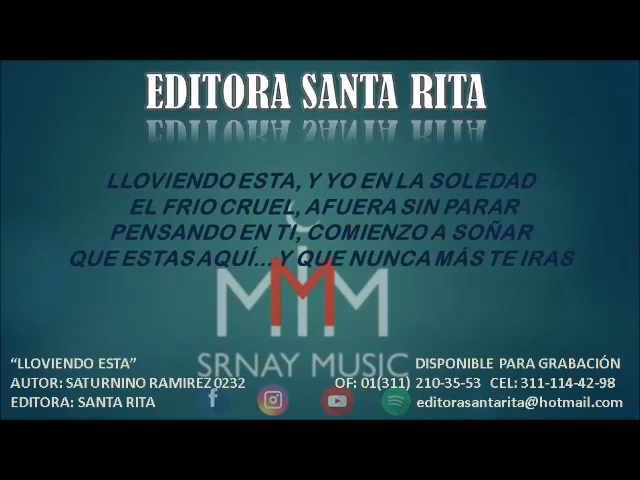 EDITORA SANTA RITA
LLOVIENDO ESTA, Y YO EN LA SOLEDAD
EL FRIO CRUEL, AFUERA SIN PARAR
PENSANDO EN TI, COMIENZO A SOÑAR
QUE ESTAS AQUÍ... Y QUE NUNCA MÁS TE IRAS
SRNAY MUSIC
“LLOVIENDO ESTA”
AUTOR: SATURNINO RAMIREZ 0232
EDITORA: SANTA RITA
DISPONIBLE PARA GRABACIÓN
OF: 01(311) 210-35-53 CEL: 311-114-42-98
editorasantarita@hotmail.com